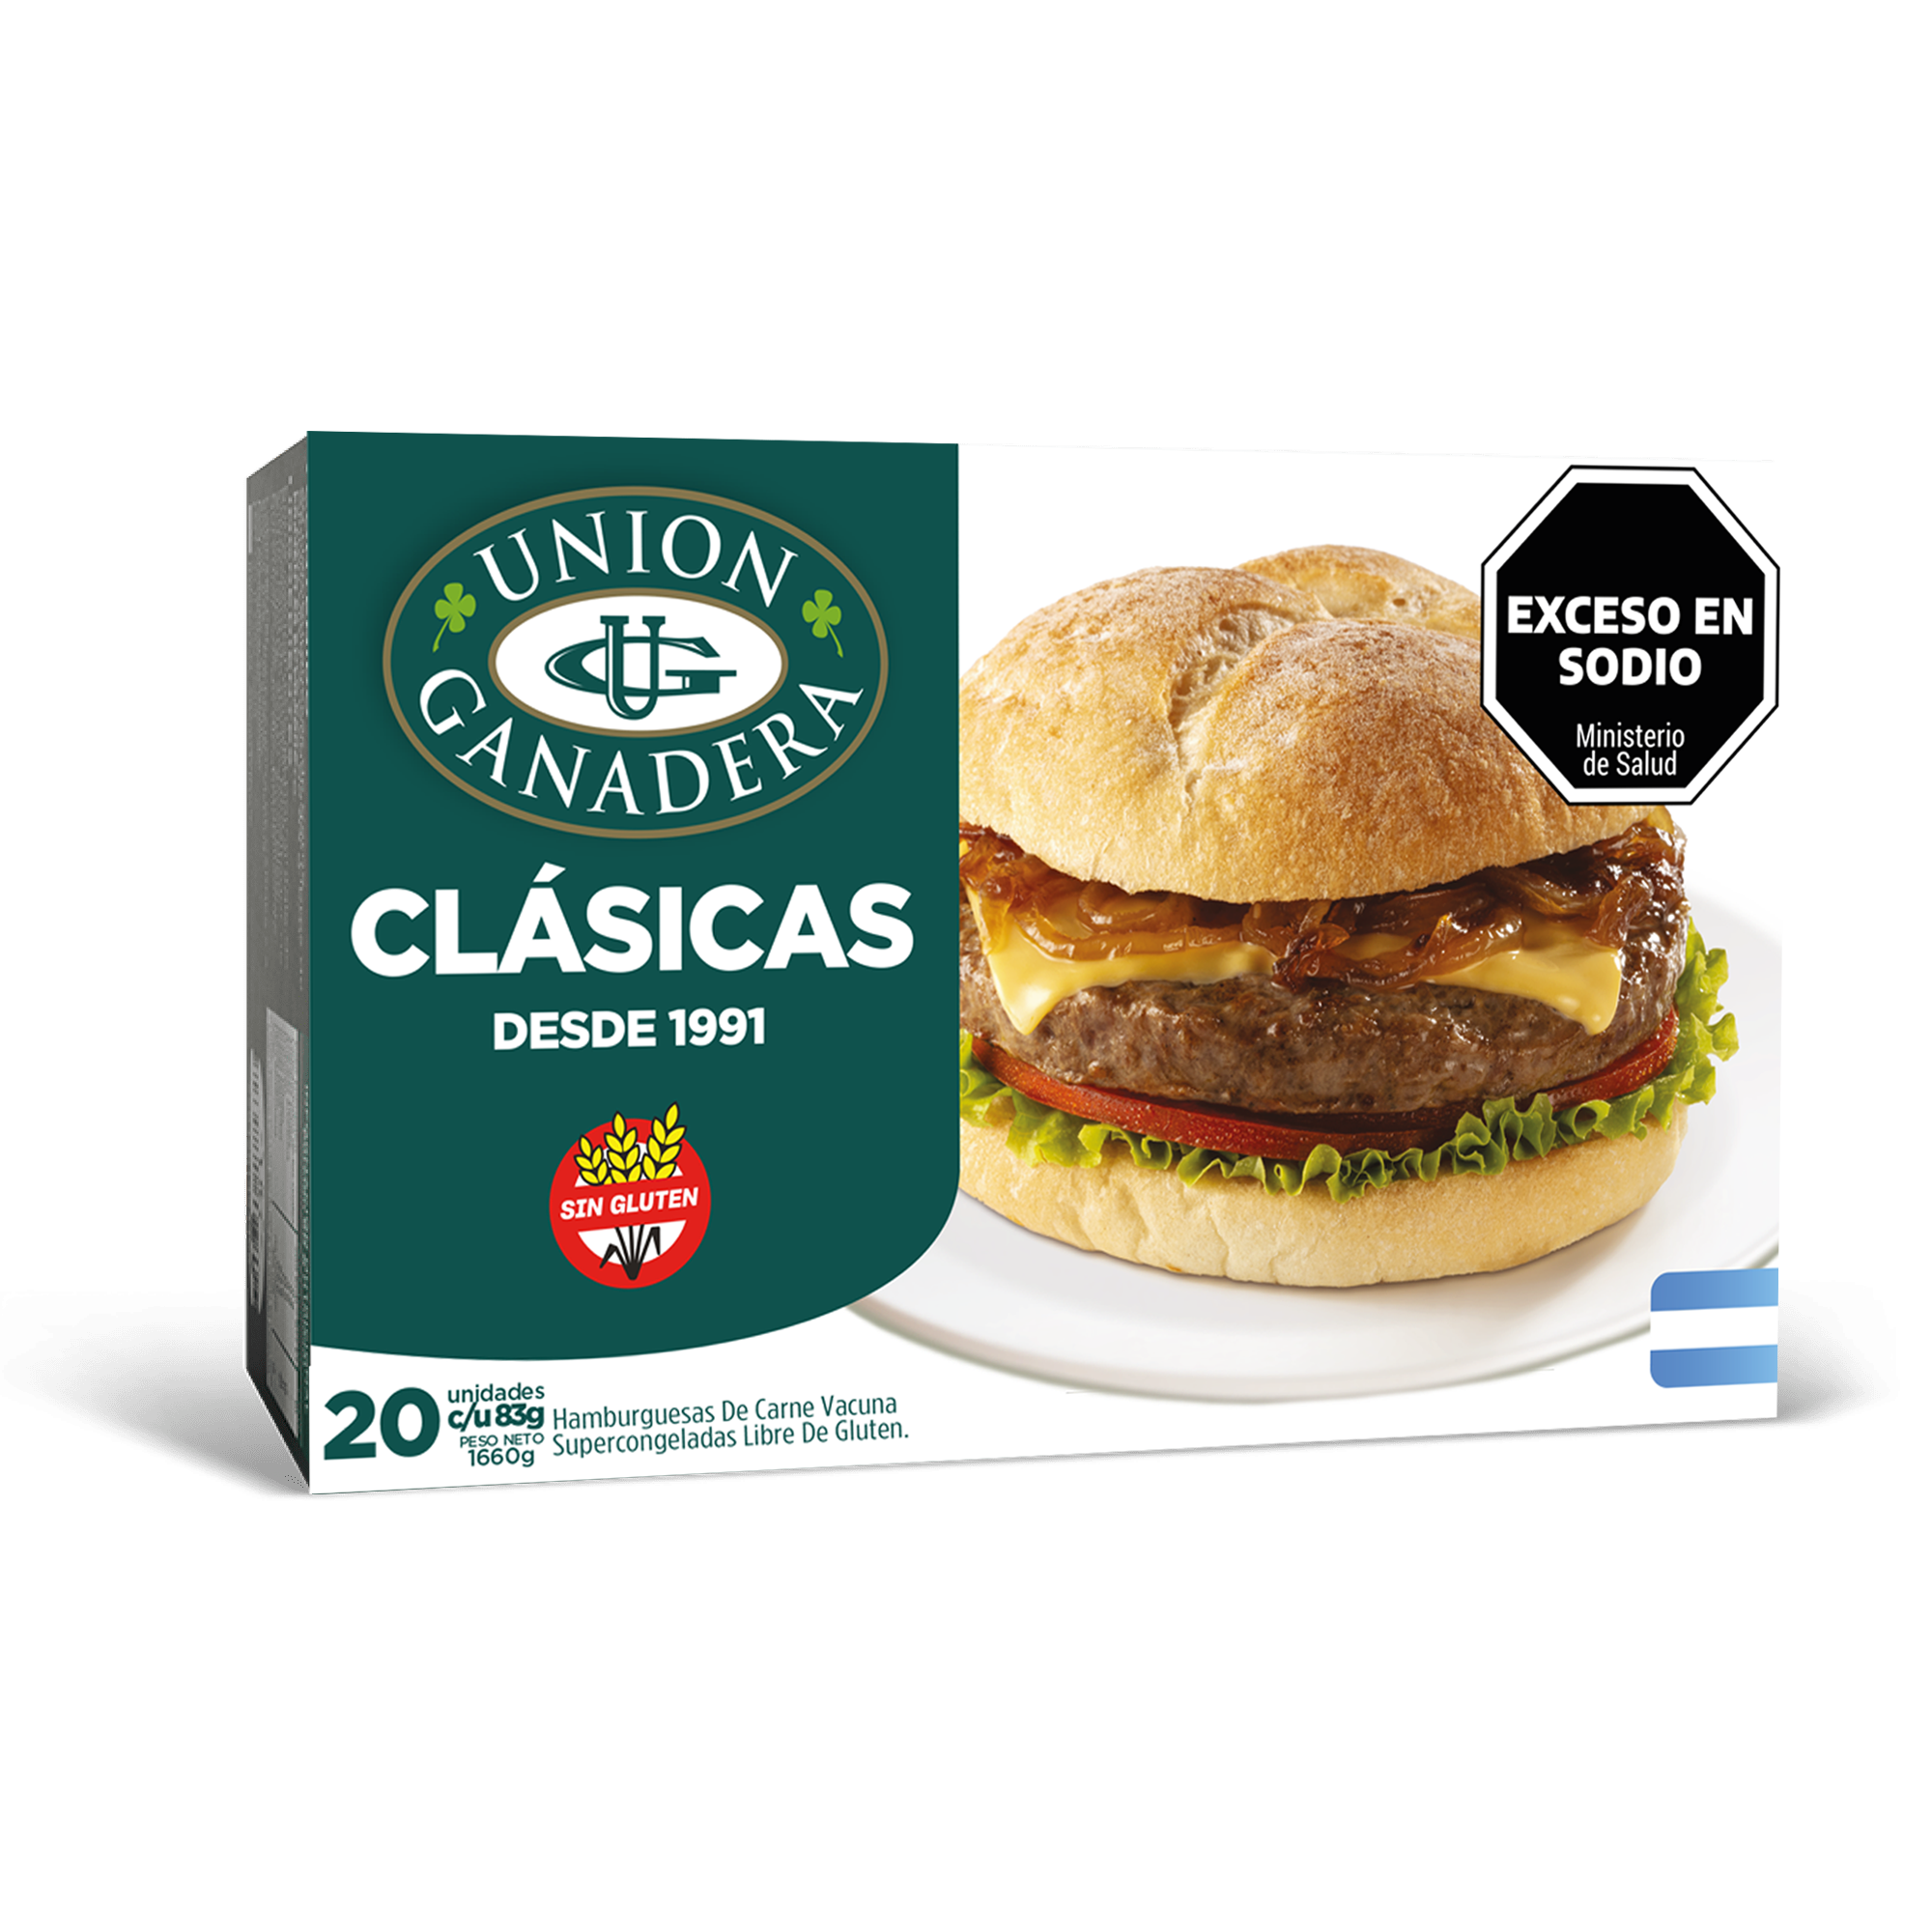 UNION
UG
GANADERA
CLÁSICAS
DESDE 1991
SIN GLUTEN
EXCESO EN
SODIO
Ministerio
de Salud
20 unidades
c/u 83g
PESO NETO
1660g
Hamburguesas De Carne Vacuna
Supercongeladas Libre De Gluten.